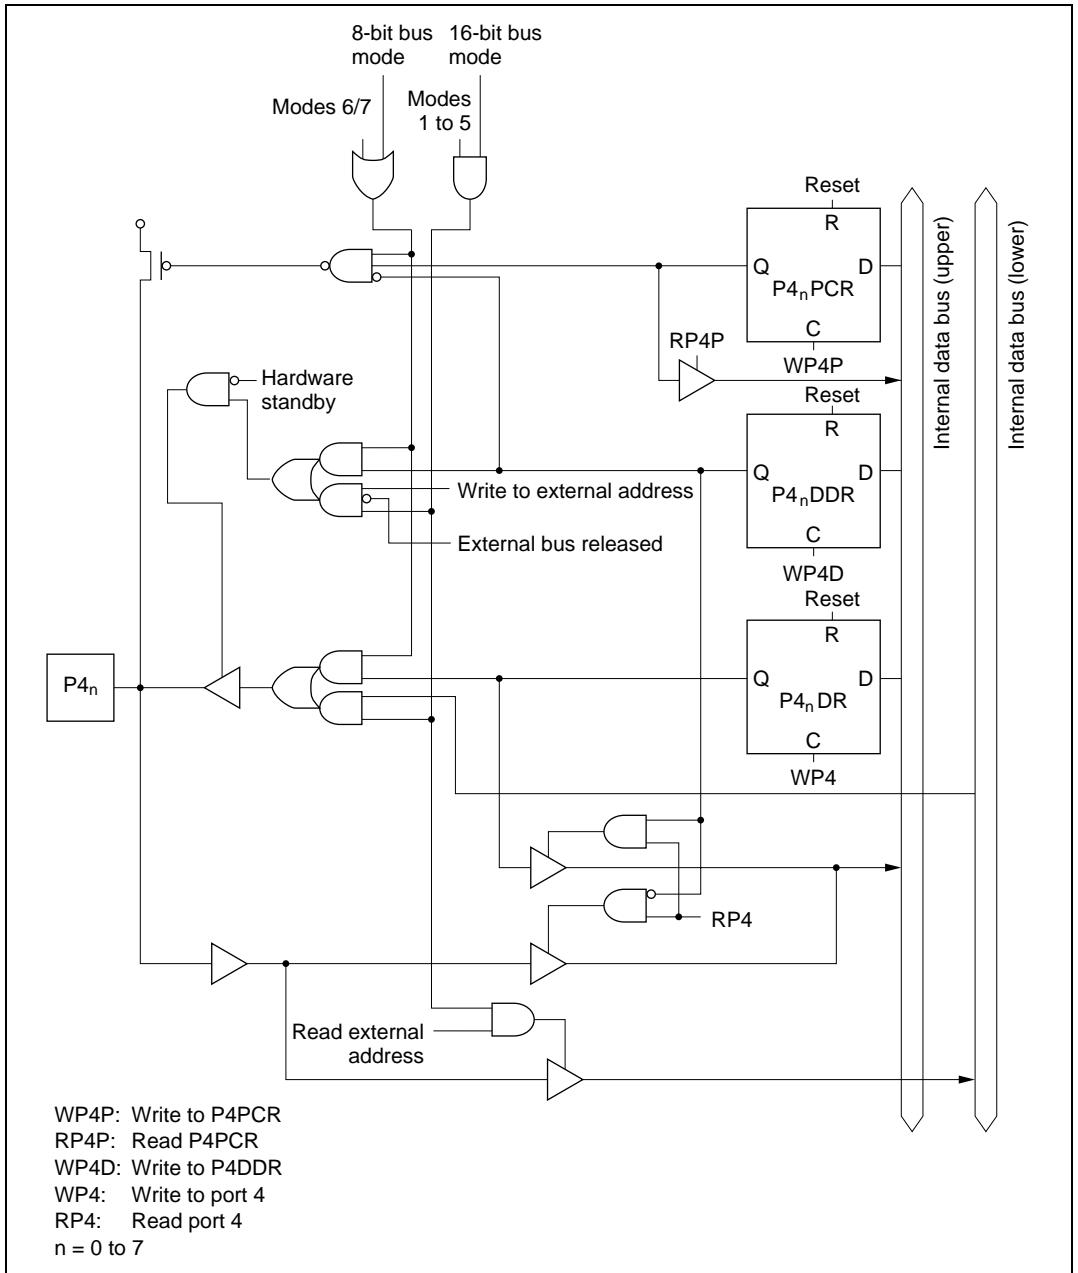 8-bit bus
mode
16-bit bus
mode
Modes 6/7
Modes
1 to 5
Reset
R
Q
D
P4nPCR
C
WP4P
RP4P
Internal data bus (upper)
Internal data bus (lower)
Hardware
standby
Reset
R
Q
D
P4nDDR
C
WP4D
Write to external address
External bus released
Reset
R
Q
D
P4nDR
C
WP4
P4n
RP4
Read external
address
WP4P: Write to P4PCR
RP4P: Read P4PCR
WP4D: Write to P4DDR
WP4: Write to port 4
RP4: Read port 4
n = 0 to 7